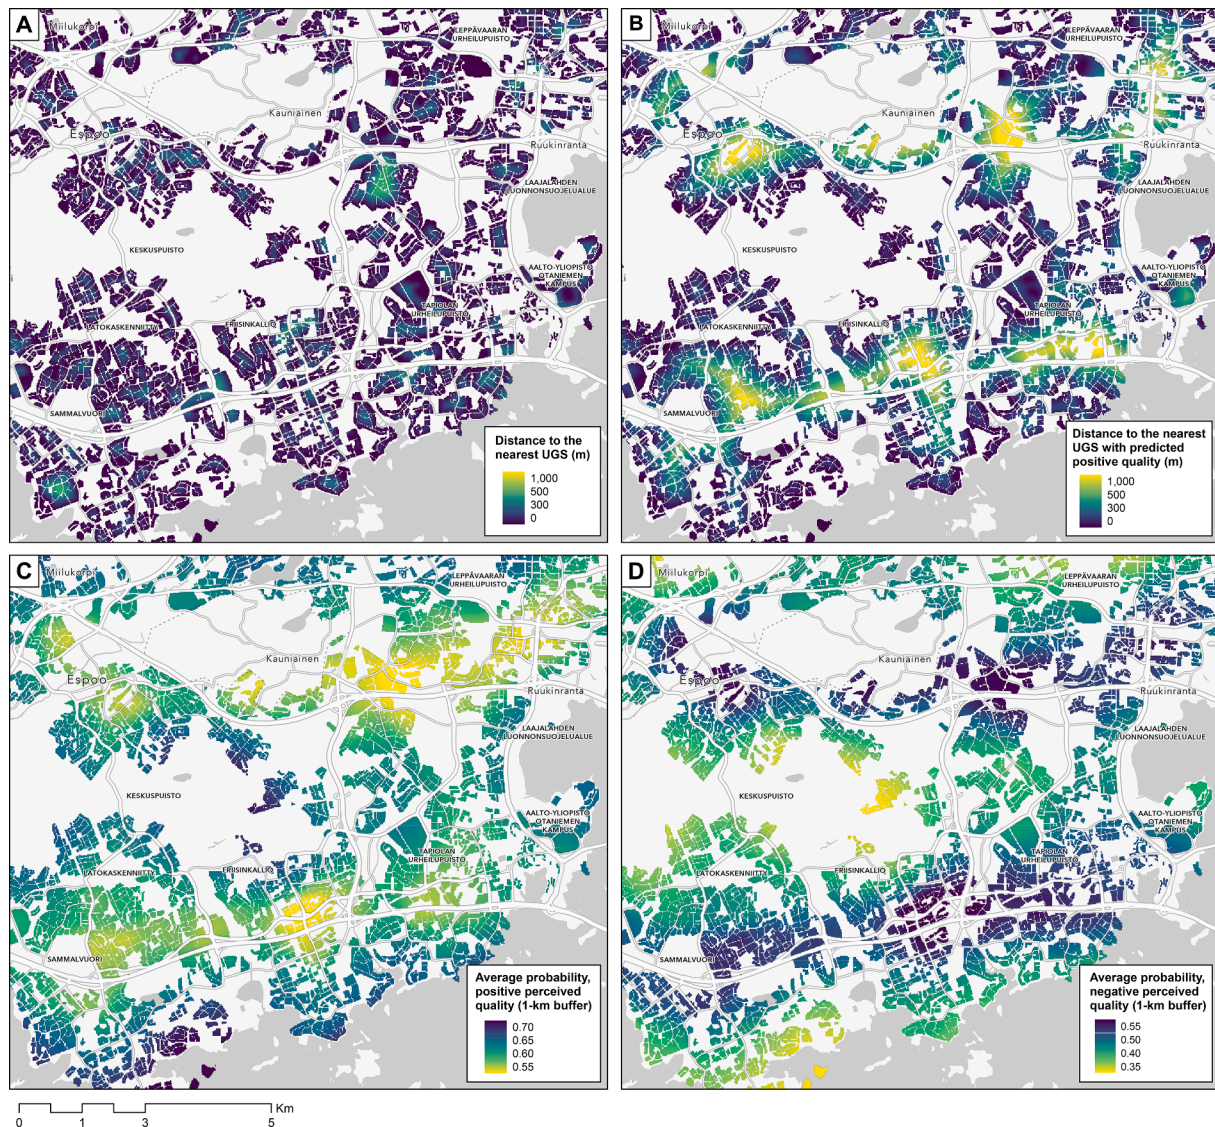 A
Miilukorpi
LEPPÄVAARAN
URHEILUPUISTO
Kauniainen
Espoo
Ruukinranta
LAAJALAHDEN
LUONNONSUOJELUALUE
KESKUSPUISTO
AALTO-YLIOPISTO
OTANIEMEN
KAMPUS
TAPIOLAN
URHEILUPUISTO
LATOKASKENNIITTY
FRIISINKALLIO
SAMMALVUORI
Distance to the
nearest UGS (m)
1,000
500
300
0
B
Miilukorpi
LEPPÄVAARAN
URHEILUPUISTO
Kauniainen
Espoo
Ruukinranta
LAAJALAHDEN
LUONNONSUOJELUALUE
KESKUSPUISTO
AALTO-YLIOPISTO
OTANIEMEN
KAMPUS
i
TAPIOLAN
URHEILUPUISTO
LATOKASKENNIITTY
FRIISINKALLIO
SAMMALVUORI
Distance to the nearest
UGS with predicted
positive quality (m)
1,000
500
300
0
C
Miilukorpi
LEPPÄVAARAN
URHEILUPUISTO
Kauniainen
Espoo
Ruukinranta
LAAJALAHDEN
LUONNONSUOJELUALUE
KESKUSPUISTO
AALTO-YLIOPISTO
OTANIEMEN
KAMPUS
TAPIOLAN
URHEILUPUISTO
LATOKASKENNIITTY
FRIISINKALLIO
SAMMALVUORI
Average probability,
positive perceived
quality (1-km buffer)
0.70
0.65
0.60
0.55
D
Miilukorpi
LEPPÄVAARAN
URHEILUPUISTO
Kauniainen
Espoo
Ruukinranta
LAAJALAHDEN
LUONNONSUOJELUALUE
KESKUSPUISTO
AALTO-YLIOPISTO
OTANIEMEN
KAMPUS
TAPIOLAN
URHEILUPUISTO
LATOKASKENNIITTY
FRIISINKALLIO
SAMMALVUORI
Average probability,
negative perceived
quality (1-km buffer)
0.55
0.50
0.40
0.35
Km
0 1 3 5